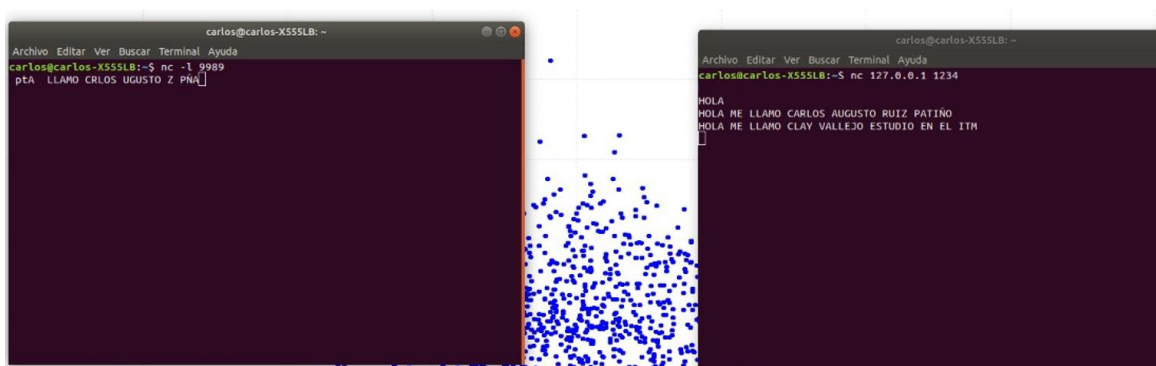 carlos@carlos-X555LB: ~
Archivo Editar Ver Buscar Terminal Ayuda
carlos@carlos-X555LB:~$ nc -l 9989
ptA LLAMO CRLOS UGUSTO Z PÑA
carlos@carlos-X555LB: ~
Archivo Editar Ver Buscar Terminal Ayuda
carlos@carlos-X555LB:~$ nc 127.0.0.1 1234
HOLA
HOLA ME LLAMO CARLOS AUGUSTO RUIZ PATIÑO
HOLA ME LLAMO CLAY VALLEJO ESTUDIO EN EL ITM